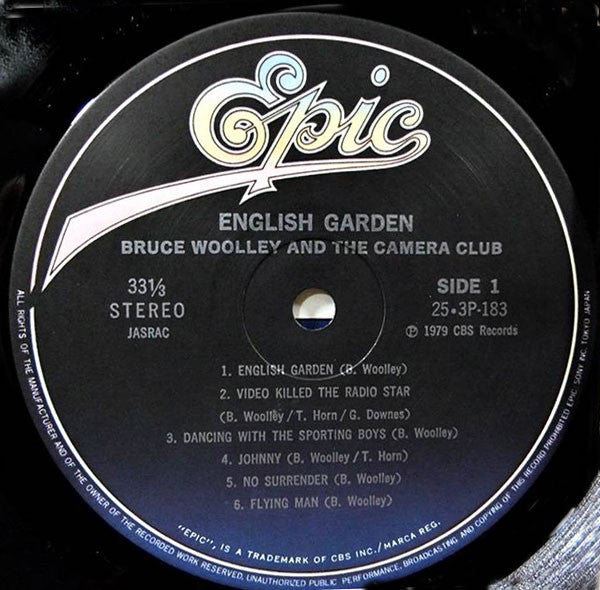 Epic
ENGLISH GARDEN
BRUCE WOOLLEY AND THE CAMERA CLUB
33⅓
STEREO
JASRAC
SIDE 1
25・3P-183
Ⓟ 1979 CBS Records
1. ENGLISH GARDEN (B. Woolley)
2. VIDEO KILLED THE RADIO STAR
(B. Woolley/T. Horn/G. Downes)
3. DANCING WITH THE SPORTING BOYS (B. Woolley)
4. JOHNNY (B. Woolley/T. Horn)
5. NO SURRENDER (B. Woolley)
6. FLYING MAN (B. Woolley)
"EPIC", IS A TRADEMARK OF CBS INC./MARCA REG.
ALL RIGHTS OF THE MANUFACTURER AND OF THE OWNER OF THE RECORDED WORK RESERVED, UNAUTHORIZED PUBLIC PERFORMANCE, BROADCASTING AND COPYING OF THIS RECORD PROHIBITED EPIC SONY INC. TOKYO JAPAN